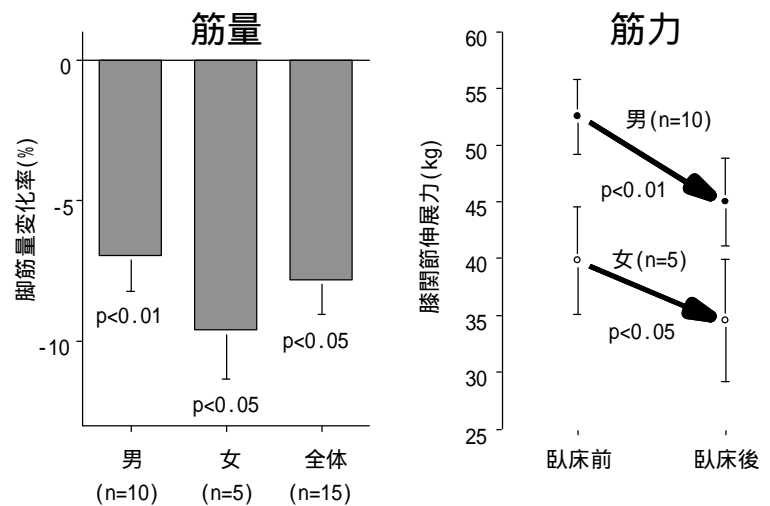 筋量
0
-5
-10
脚筋量変化率(%)
p<0.01
p<0.05
p<0.05
男
女
全体
(n=10)
(n=5)
(n=15)
筋力
60
55
50
45
40
35
30
25
膝関節伸展力(kg)
男(n=10)
p<0.01
女(n=5)
p<0.05
臥床前
臥床後